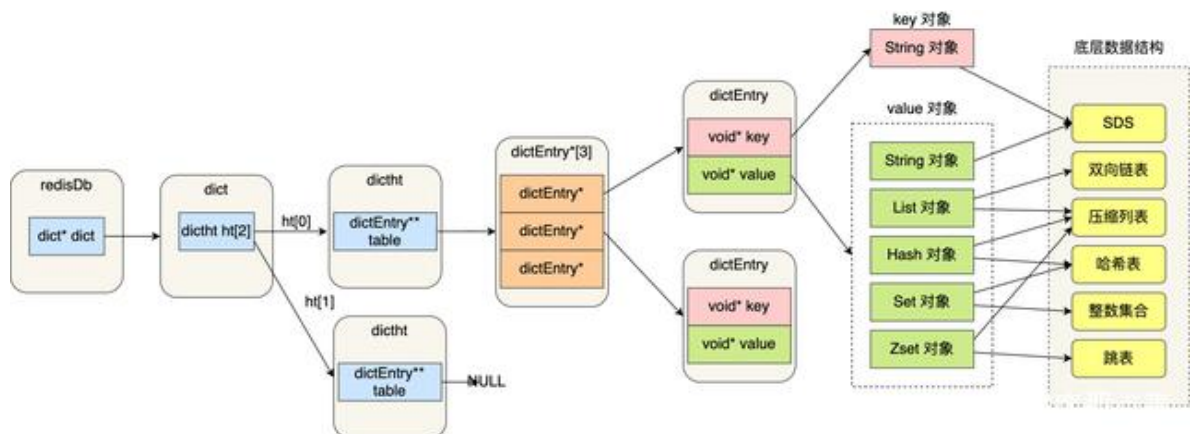 redisDb
dict* dict
dict
dictht ht[2]
ht[0]
ht[1]
dictht
dictEntry**
table
dictht
dictEntry**
table
NULL
dictEntry*[3]
dictEntry*
dictEntry*
dictEntry*
dictEntry
void* key
void* value
dictEntry
void* key
void* value
key 对象
String 对象
value 对象
String 对象
List 对象
Hash 对象
Set 对象
Zset 对象
底层数据结构
SDS
双向链表
压缩列表
哈希表
整数集合
跳表